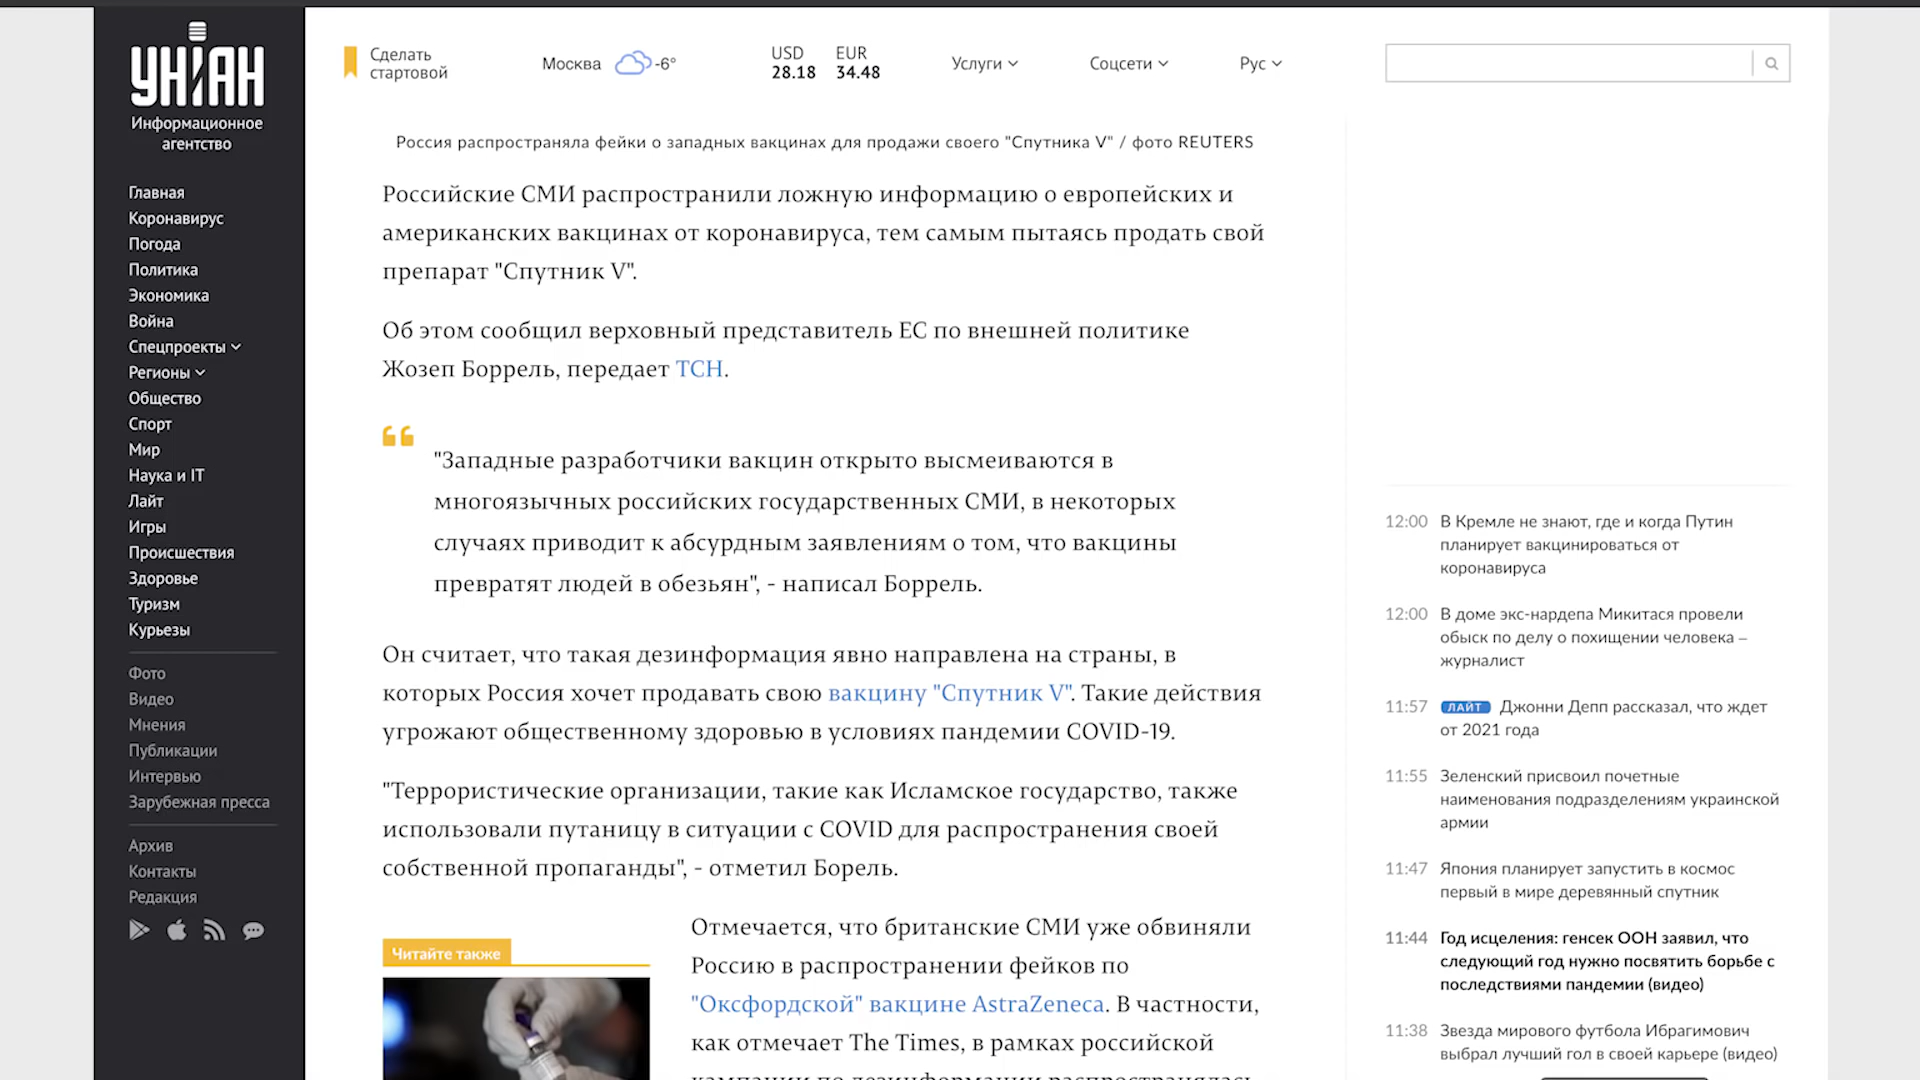 УНІАН
Информационное
агентство
Главная
Коронавирус
Погода
Политика
Экономика
Война
Спецпроекты
Регионы
Общество
Спорт
Мир
Наука и IT
Лайт
Игры
Происшествия
Здоровье
Туризм
Курьезы
Фото
Видео
Мнения
Публикации
Интервью
Зарубежная пресса
Архив
Контакты
Редакция
Сделать
стартовой
Москва -6°
USD
28.18
EUR
34.48
Услуги
Соцсети
Рус
Россия распространяла фейки о западных вакцинах для продажи своего "Спутника V" / фото REUTERS
Российские СМИ распространили ложную информацию о европейских и
американских вакцинах от коронавируса, тем самым пытаясь продать свой
препарат "Спутник V".
Об этом сообщил верховный представитель ЕС по внешней политике
Жозеп Боррель, передает ТСН.
"Западные разработчики вакцин открыто высмеиваются в
многоязычных российских государственных СМИ, в некоторых
случаях приводит к абсурдным заявлениям о том, что вакцины
превратят людей в обезьян", - написал Боррель.
Он считает, что такая дезинформация явно направлена на страны, в
которых Россия хочет продавать свою вакцину "Спутник V". Такие действия
угрожают общественному здоровью в условиях пандемии COVID-19.
"Террористические организации, такие как Исламское государство, также
использовали путаницу в ситуации с COVID для распространения своей
собственной пропаганды", - отметил Борель.
Читайте также
Отмечается, что британские СМИ уже обвиняли
Россию в распространении фейков по
"Оксфордской" вакцине AstraZeneca. В частности,
как отмечает The Times, в рамках российской
кампании по дезинформации распространялась
12:00 В Кремле не знают, где и когда Путин
планирует вакцинироваться от
коронавируса
12:00 В доме экс-нардепа Микитася провели
обыск по делу о похищении человека –
журналист
11:57 ЛАЙТ Джонни Депп рассказал, что ждет
от 2021 года
11:55 Зеленский присвоил почетные
наименования подразделениям украинской
армии
11:47 Япония планирует запустить в космос
первый в мире деревянный спутник
11:44 Год исцеления: генсек ООН заявил, что
следующий год нужно посвятить борьбе с
последствиями пандемии (видео)
11:38 Звезда мирового футбола Ибрагимович
выбрал лучший гол в своей карьере (видео)